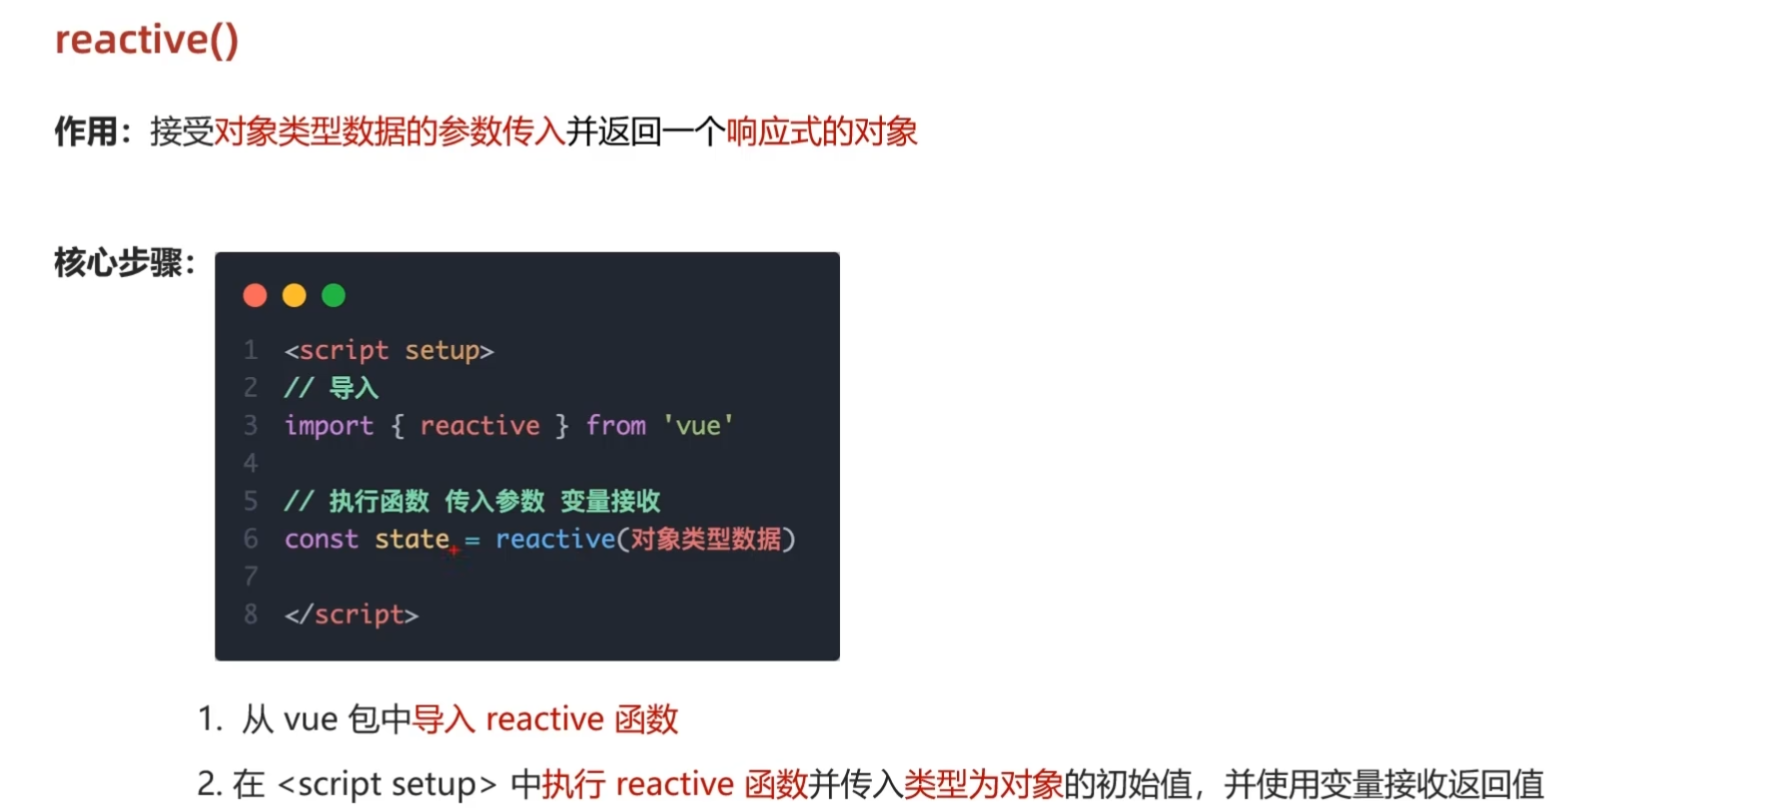 reactive()
作用：接受对象类型数据的参数传入并返回一个响应式的对象
核心步骤：
1 <script setup>
2 // 导入
3 import { reactive } from 'vue'
4
5 // 执行函数 传入参数 变量接收
6 const state = reactive(对象类型数据)
7
8 </script>
1. 从 vue 包中导入 reactive 函数
2. 在 <script setup> 中执行 reactive 函数并传入类型为对象的初始值，并使用变量接收返回值